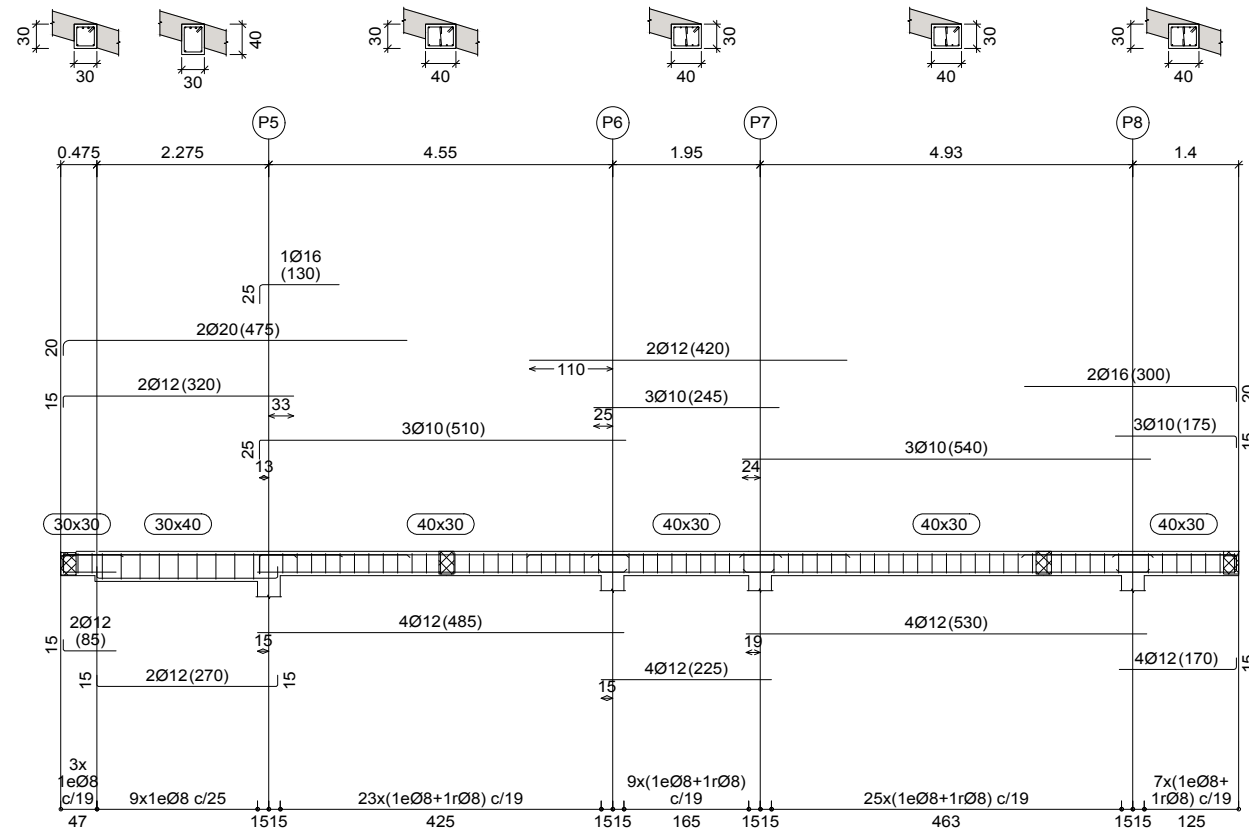 30
30
30
40
30
40
40
30
40
30
30
40
P5
P6
P7
P8
0.475
2.275
4.55
1.95
4.93
1.4
1Ø16
(130)
25
2Ø20(475)
20
2Ø12(420)
110
2Ø16(300)
20
2Ø12(320)
15
33
3Ø10(245)
25
3Ø10(510)
25
13
3Ø10(175)
15
3Ø10(540)
24
30x30
30x40
40x30
40x30
40x30
40x30
2Ø12
(85)
15
4Ø12(485)
15
4Ø12(530)
19
2Ø12(270)
15
15
4Ø12(225)
15
4Ø12(170)
15
3x
1eØ8
c/19
9x1eØ8 c/25
23x(1eØ8+1rØ8) c/19
9x(1eØ8+1rØ8)
c/19
25x(1eØ8+1rØ8) c/19
7x(1eØ8+
1rØ8) c/19
47
1515
425
1515
165
1515
463
1515
125